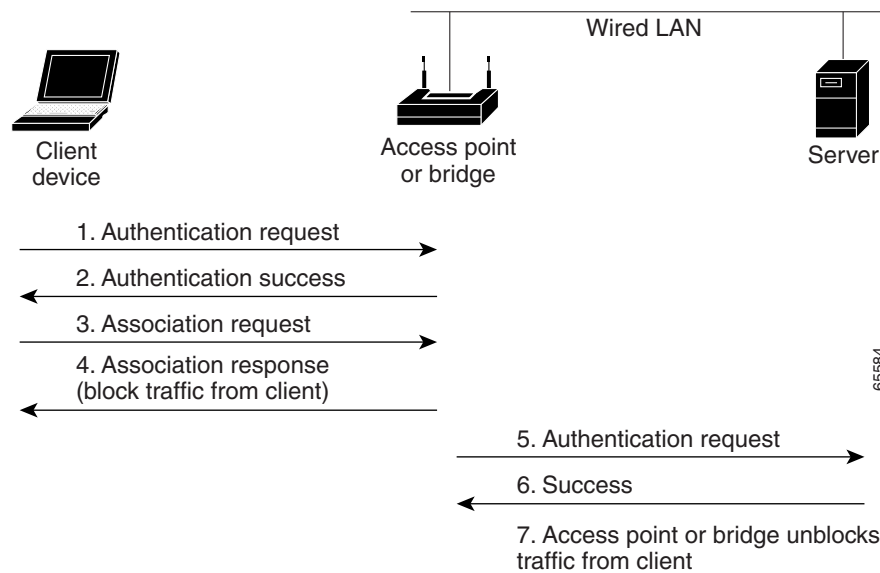 Wired LAN
Client
device
Access point
or bridge
Server
1. Authentication request
2. Authentication success
3. Association request
4. Association response
(block traffic from client)
65584
5. Authentication request
6. Success
7. Access point or bridge unblocks
traffic from client